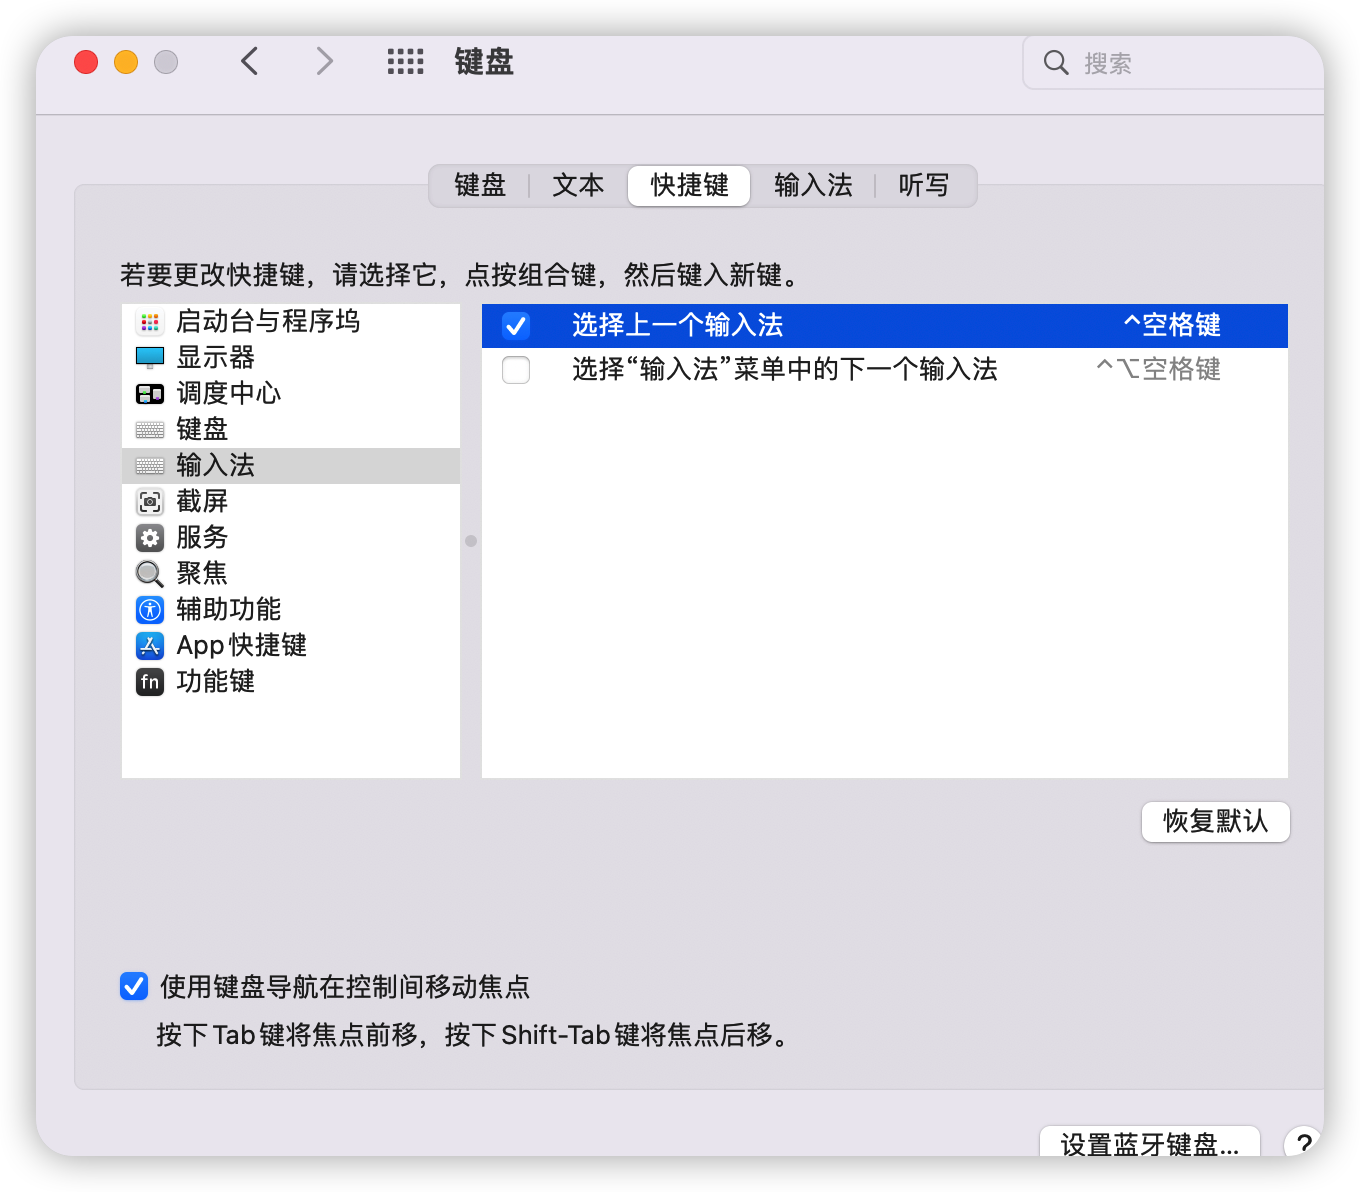 键盘
搜索
键盘 文本 快捷键 输入法 听写
若要更改快捷键，请选择它，点按组合键，然后键入新键。
启动台与程序坞
显示器
调度中心
键盘
输入法
截屏
服务
聚焦
辅助功能
App快捷键
fn 功能键
选择上一个输入法 ^空格键
选择“输入法”菜单中的下一个输入法 ^⌥空格键
恢复默认
使用键盘导航在控制间移动焦点
按下Tab键将焦点前移，按下Shift-Tab键将焦点后移。
设置蓝牙键盘... ?